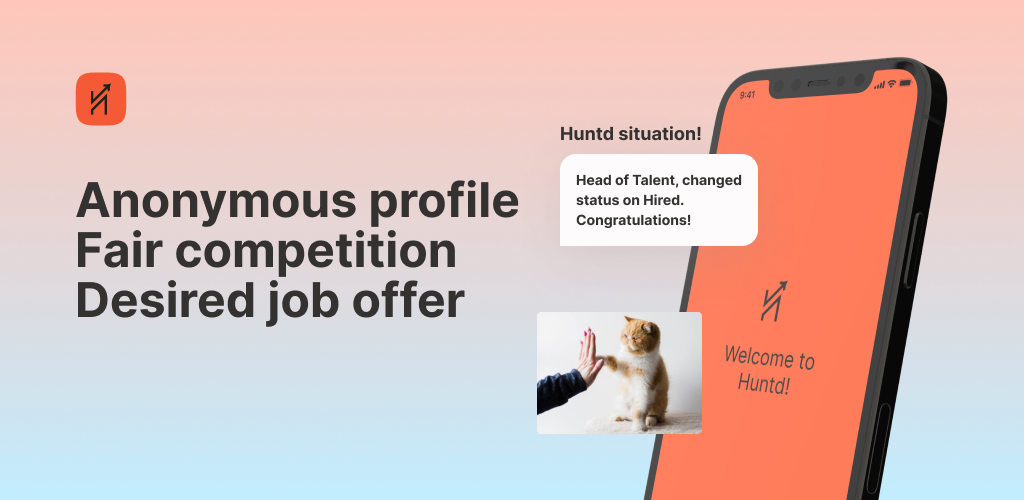 Anonymous profile
Fair competition
Desired job offer
Huntd situation!
Head of Talent, changed
status on Hired.
Congratulations!
9:41
Welcome to
Huntd!